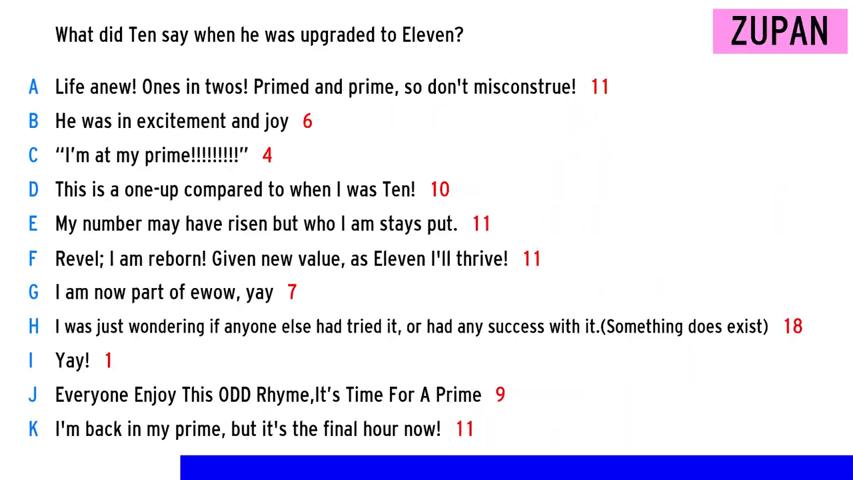 What did Ten say when he was upgraded to Eleven?
ZUPAN
A Life anew! Ones in twos! Primed and prime, so don't misconstrue! 11
B He was in excitement and joy 6
C “I’m at my prime!!!!!!!!!” 4
D This is a one-up compared to when I was Ten! 10
E My number may have risen but who I am stays put. 11
F Revel; I am reborn! Given new value, as Eleven I'll thrive! 11
G I am now part of ewow, yay 7
H I was just wondering if anyone else had tried it, or had any success with it.(Something does exist) 18
I Yay! 1
J Everyone Enjoy This ODD Rhyme,It’s Time For A Prime 9
K I'm back in my prime, but it's the final hour now! 11